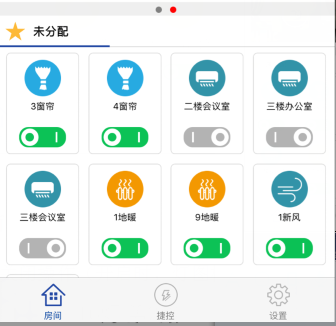 未分配
3窗帘 4窗帘 二楼会议室 三楼办公室
三楼会议室 1地暖 9地暖 1新风
房间 捷控 设置